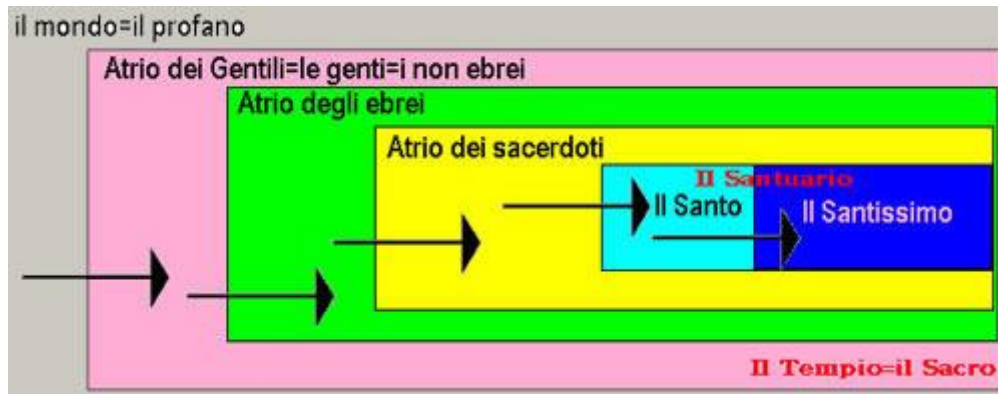 il mondo=il profano
Atrio dei Gentili=le genti=i non ebrei
Atrio degli ebrei
Atrio dei sacerdoti
Il Santuario
Il Santo
Il Santissimo
Il Tempio=il Sacro